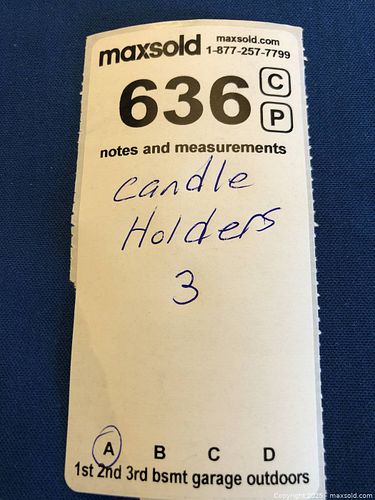 maxsold maxsold.com
1-877-257-7799
636 C
P
notes and measurements
Candle
Holders
3
A B C D
1st 2nd 3rd bsmt garage outdoors
Copyright 2025 - maxsold.com